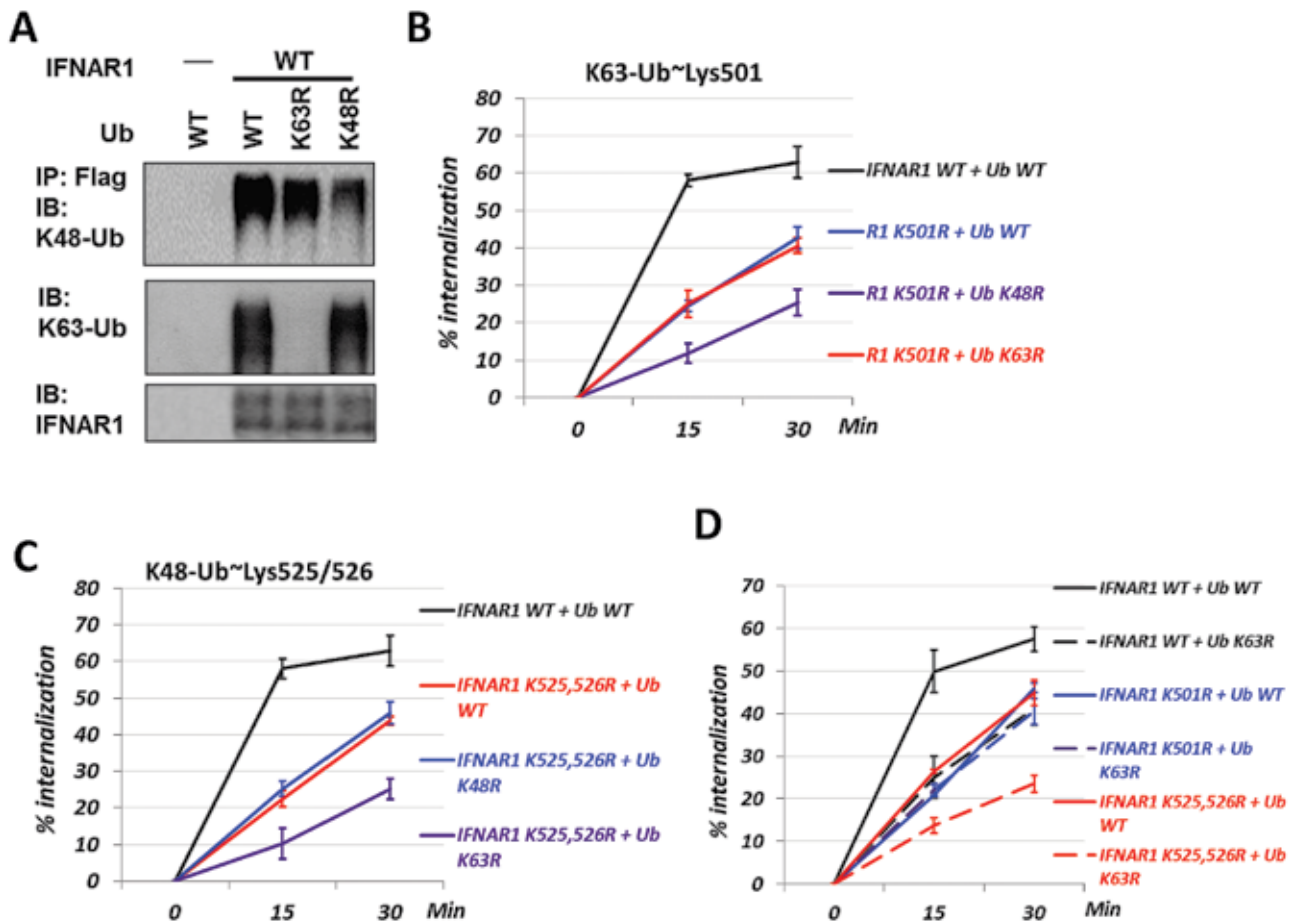 A
IFNAR1
—
WT
Ub
WT
WT
K63R
K48R
IP: Flag
IB:
K48-Ub
IB:
K63-Ub
IB:
IFNAR1
B
K63-Ub~Lys501
% internalization
80
70
60
50
40
30
20
10
0
0
15
30
Min
IFNAR1 WT + Ub WT
R1 K501R + Ub WT
R1 K501R + Ub K48R
R1 K501R + Ub K63R
C
K48-Ub~Lys525/526
% internalization
80
70
60
50
40
30
20
10
0
0
15
30
Min
IFNAR1 WT + Ub WT
IFNAR1 K525,526R + Ub
WT
IFNAR1 K525,526R + Ub
K48R
IFNAR1 K525,526R + Ub
K63R
D
% internalization
70
60
50
40
30
20
10
0
0
15
30
Min
IFNAR1 WT + Ub WT
IFNAR1 WT + Ub K63R
IFNAR1 K501R + Ub WT
IFNAR1 K501R + Ub
K63R
IFNAR1 K525,526R + Ub
WT
IFNAR1 K525,526R + Ub
K63R